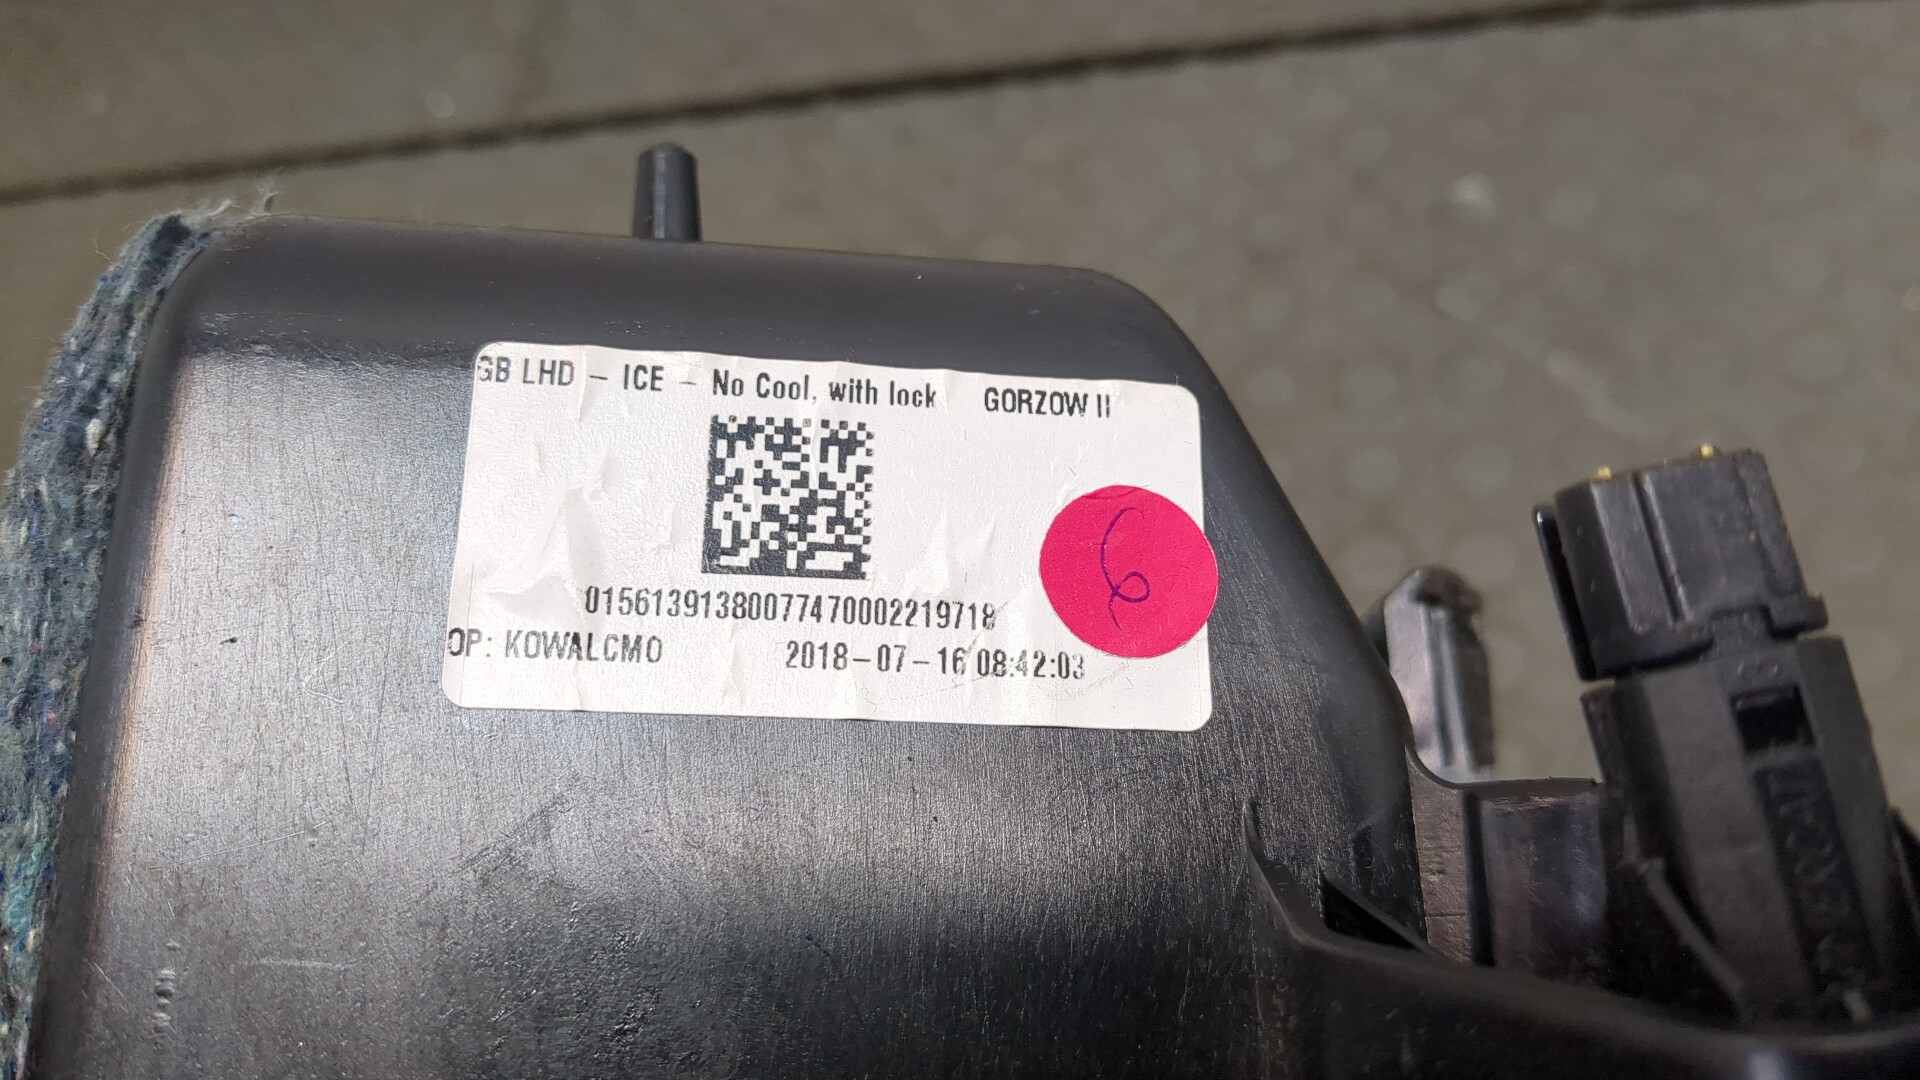 GB LHD - ICE - No Cool, with lock GORZOW II
6
01561391380077470002219718
OP: KOWALCMO 2018-07-16 08:42:03